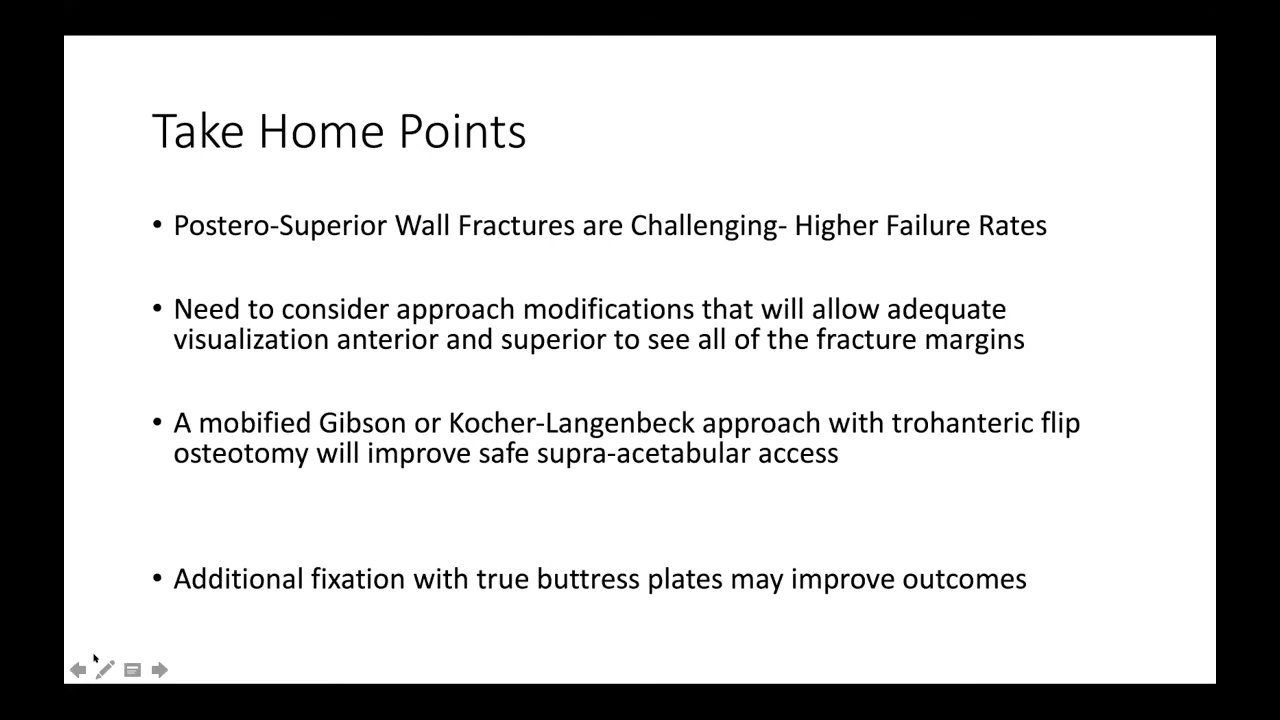 Take Home Points
• Postero-Superior Wall Fractures are Challenging- Higher Failure Rates
• Need to consider approach modifications that will allow adequate
visualization anterior and superior to see all of the fracture margins
• A mobified Gibson or Kocher-Langenbeck approach with trohanteric flip
osteotomy will improve safe supra-acetabular access
• Additional fixation with true buttress plates may improve outcomes